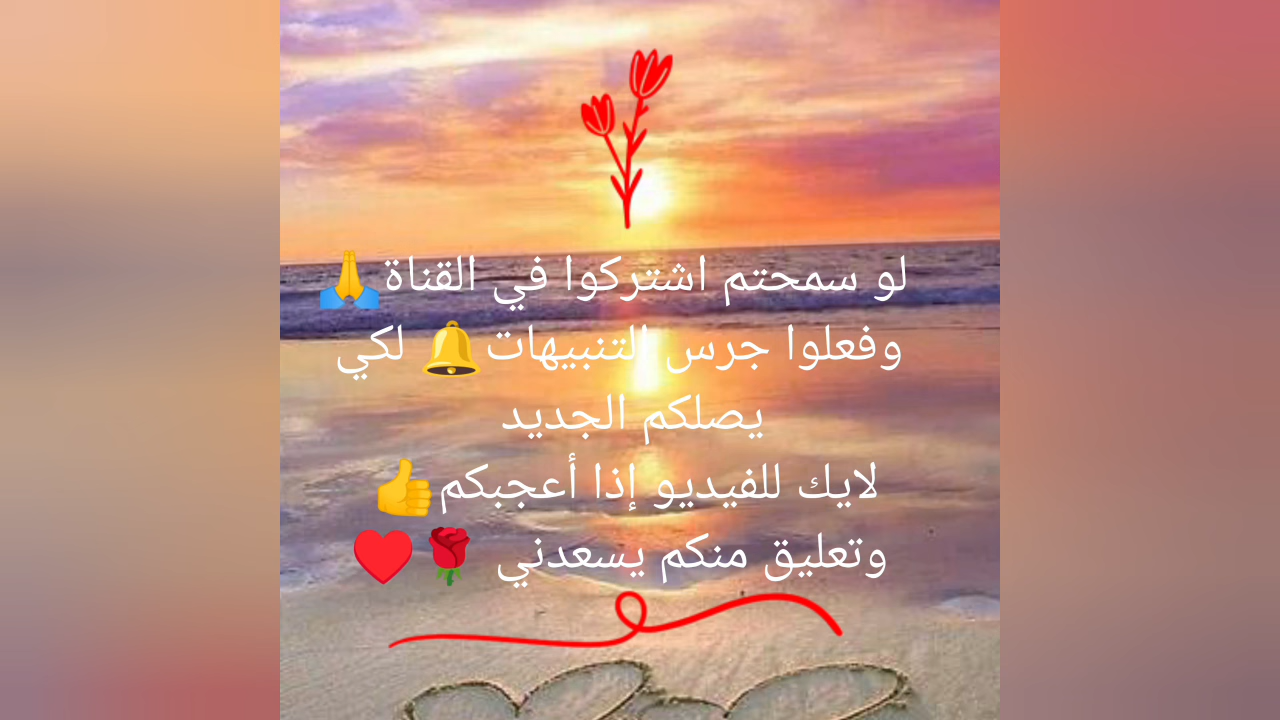 لو سمحتم اشتركوا في القناة🙏
وفعلوا جرس التنبيهات🔔 لكي
يصلكم الجديد
لايك للفيديو إذا أعجبكم👍
وتعليق منكم يسعدني 🌹♥️